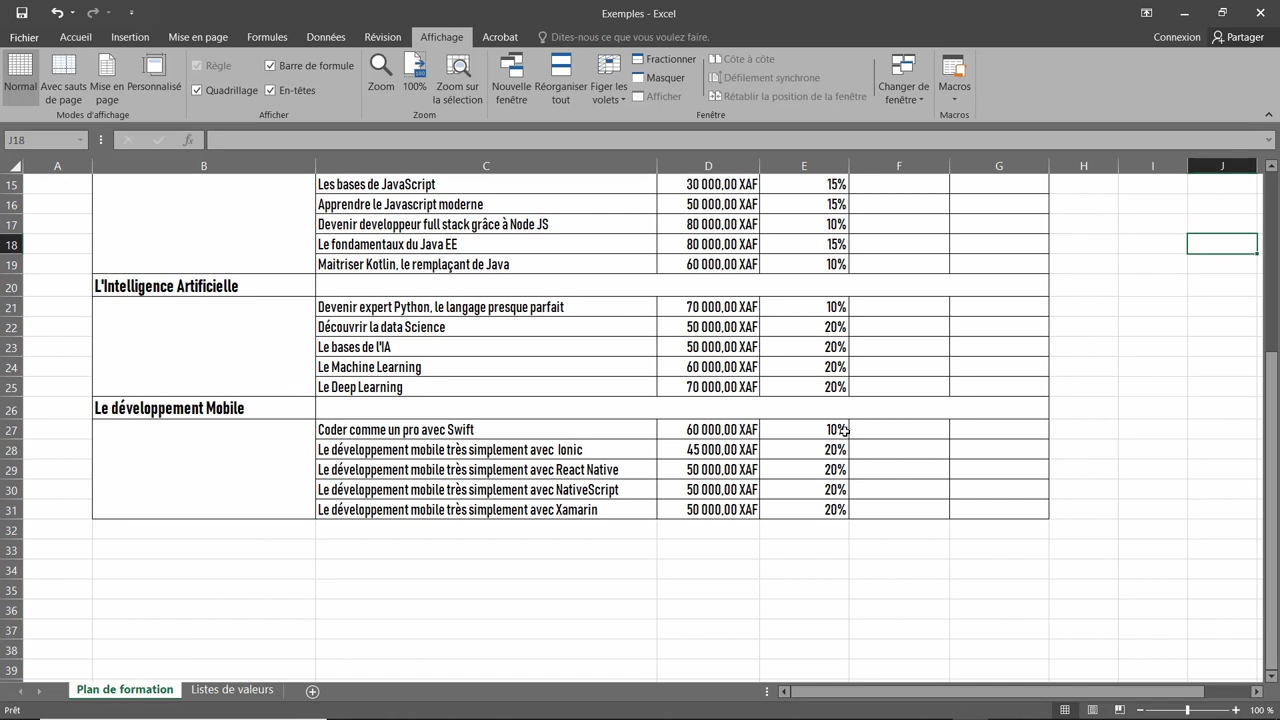 Exemples - Excel
Fichier Accueil Insertion Mise en page Formules Données Révision Affichage Acrobat Dites-nous ce que vous voulez faire. Connexion Partager
Normal Avec sauts de page Mise en page Personnalisé
Modes d'affichage
Règle Barre de formule
Quadrillage En-têtes
Afficher
Zoom 100% Zoom sur la sélection
Zoom
Nouvelle fenêtre Réorganiser tout Figer les volets
Fractionner
Masquer
Afficher
Côte à côte
Défilement synchrone
Rétablir la position de la fenêtre
Changer de fenêtre
Fenêtre
Macros
Macros
J18 fx
A B C D E F G H I J
15 Les bases de JavaScript 30 000,00 XAF 15%
16 Apprendre le Javascript moderne 50 000,00 XAF 15%
17 Devenir developpeur full stack grâce à Node JS 80 000,00 XAF 10%
18 Le fondamentaux du Java EE 80 000,00 XAF 15%
19 Maitriser Kotlin, le remplaçant de Java 60 000,00 XAF 10%
20 L'Intelligence Artificielle
21 Devenir expert Python, le langage presque parfait 70 000,00 XAF 10%
22 Découvrir la data Science 50 000,00 XAF 20%
23 Le bases de l'IA 50 000,00 XAF 20%
24 Le Machine Learning 60 000,00 XAF 20%
25 Le Deep Learning 70 000,00 XAF 20%
26 Le développement Mobile
27 Coder comme un pro avec Swift 60 000,00 XAF 10%
28 Le développement mobile très simplement avec Ionic 45 000,00 XAF 20%
29 Le développement mobile très simplement avec React Native 50 000,00 XAF 20%
30 Le développement mobile très simplement avec NativeScript 50 000,00 XAF 20%
31 Le développement mobile très simplement avec Xamarin 50 000,00 XAF 20%
32
33
34
35
36
37
38
39
Plan de formation Listes de valeurs
Prêt 100 %